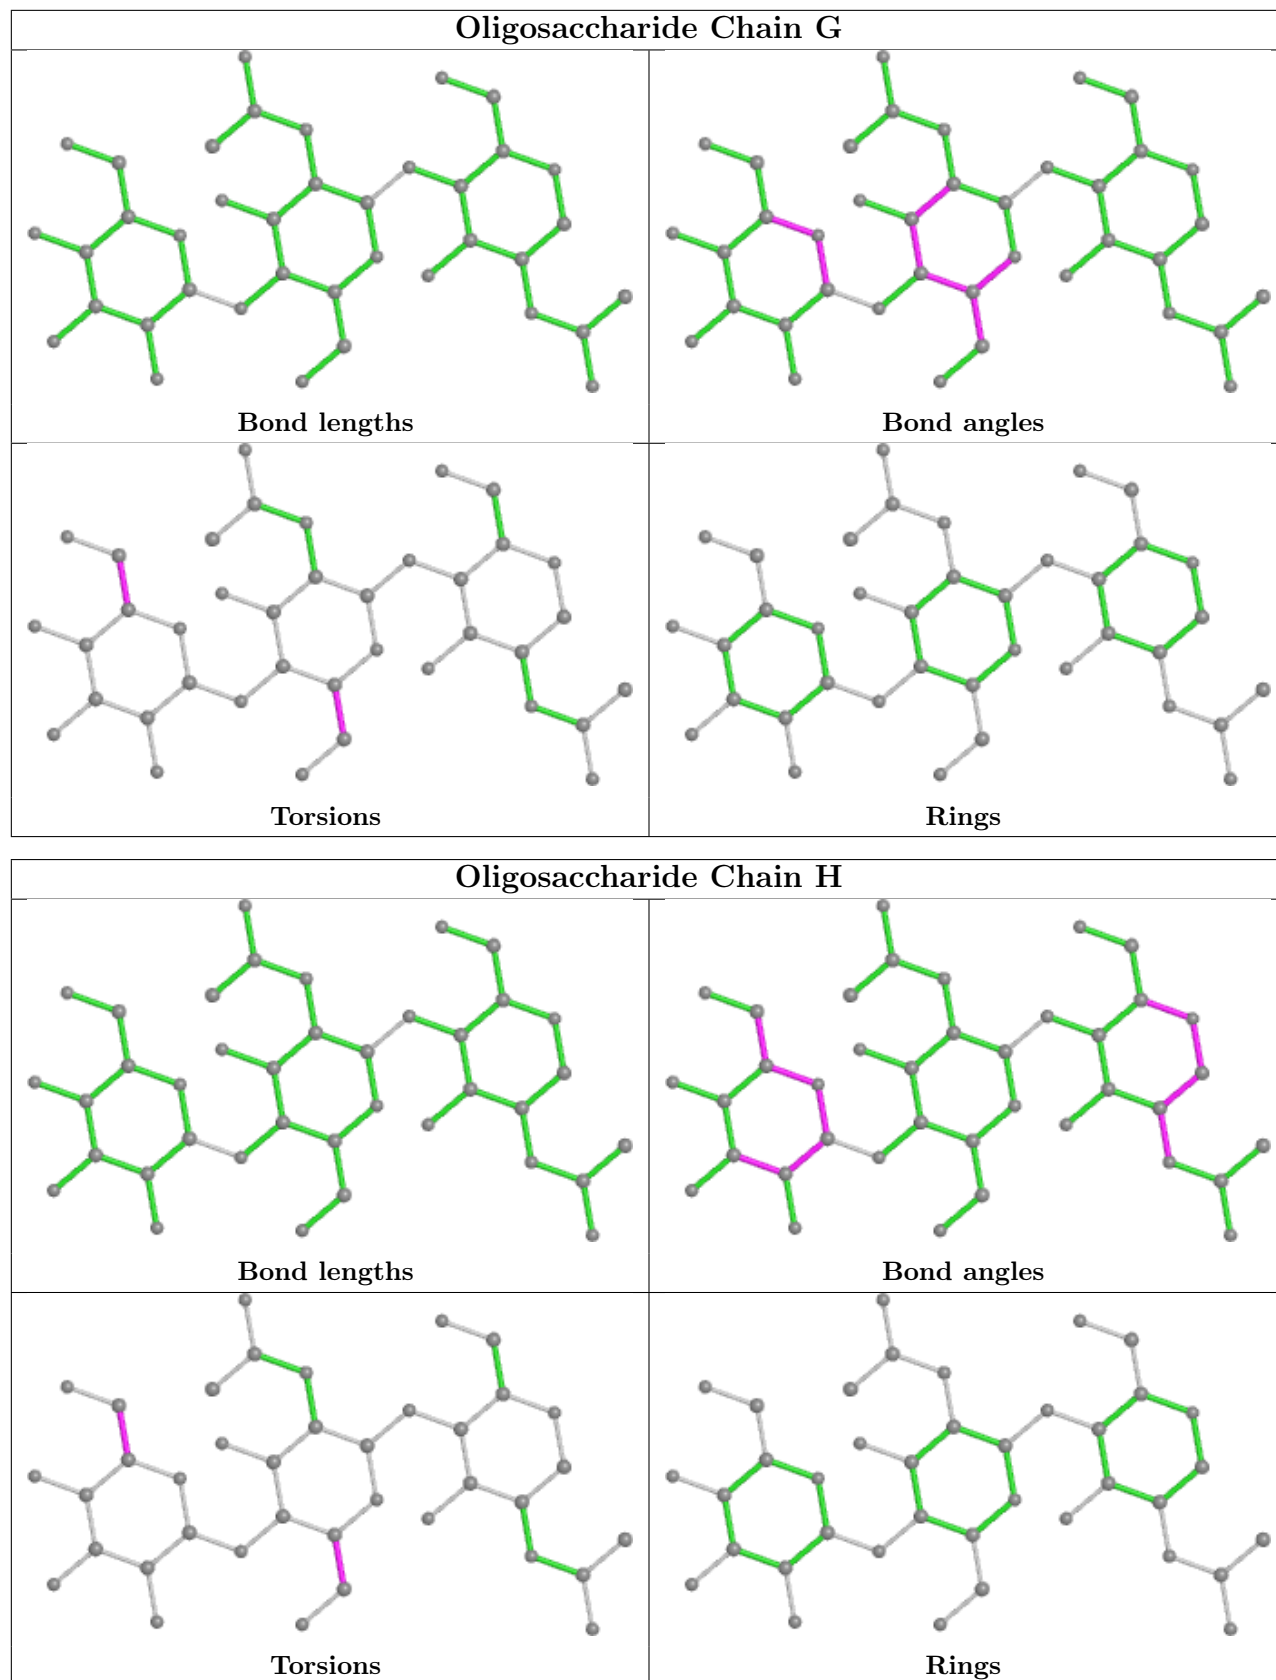 Oligosaccharide Chain G
Bond lengths
Bond angles
Torsions
Rings
Oligosaccharide Chain H
Bond lengths
Bond angles
Torsions
Rings